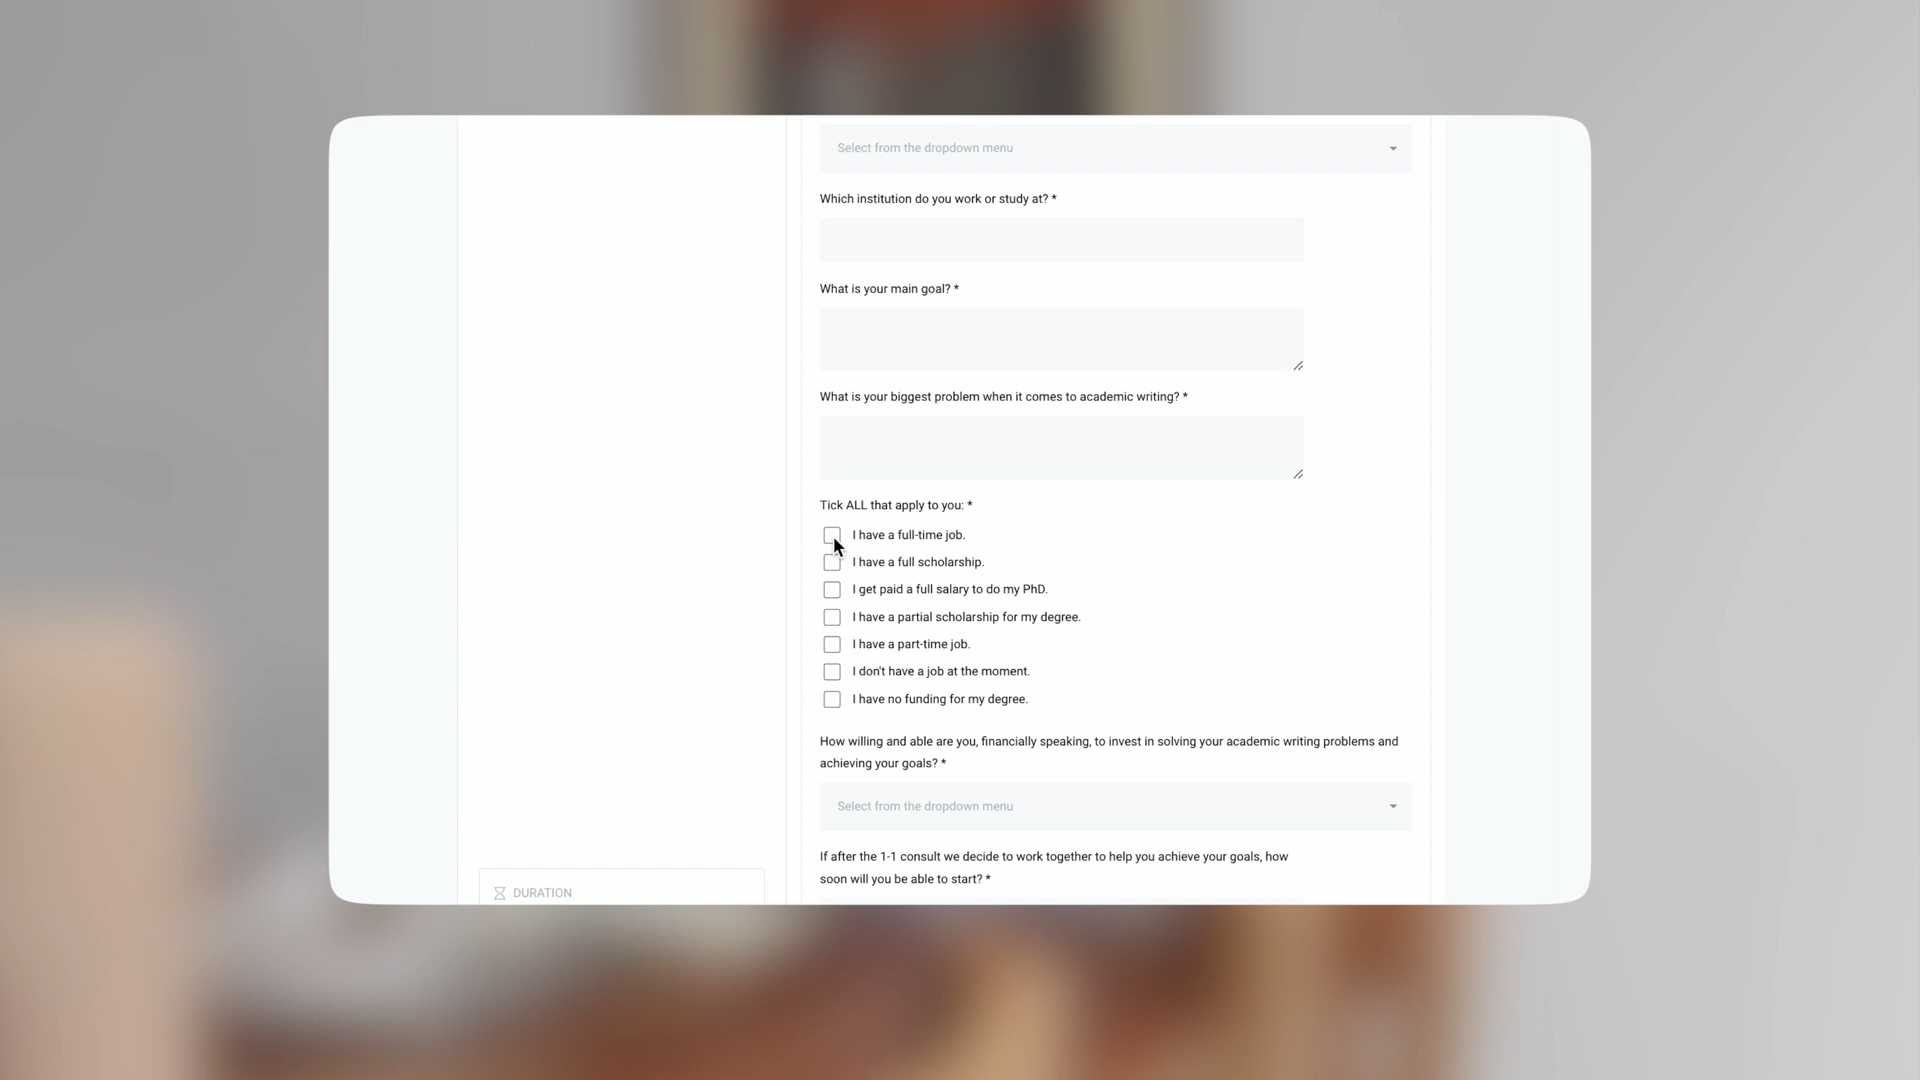 Select from the dropdown menu
Which institution do you work or study at? *
What is your main goal? *
What is your biggest problem when it comes to academic writing? *
Tick ALL that apply to you: *
I have a full-time job.
I have a full scholarship.
I get paid a full salary to do my PhD.
I have a partial scholarship for my degree.
I have a part-time job.
I don't have a job at the moment.
I have no funding for my degree.
How willing and able are you, financially speaking, to invest in solving your academic writing problems and
achieving your goals? *
Select from the dropdown menu
If after the 1-1 consult we decide to work together to help you achieve your goals, how
soon will you be able to start? *
DURATION